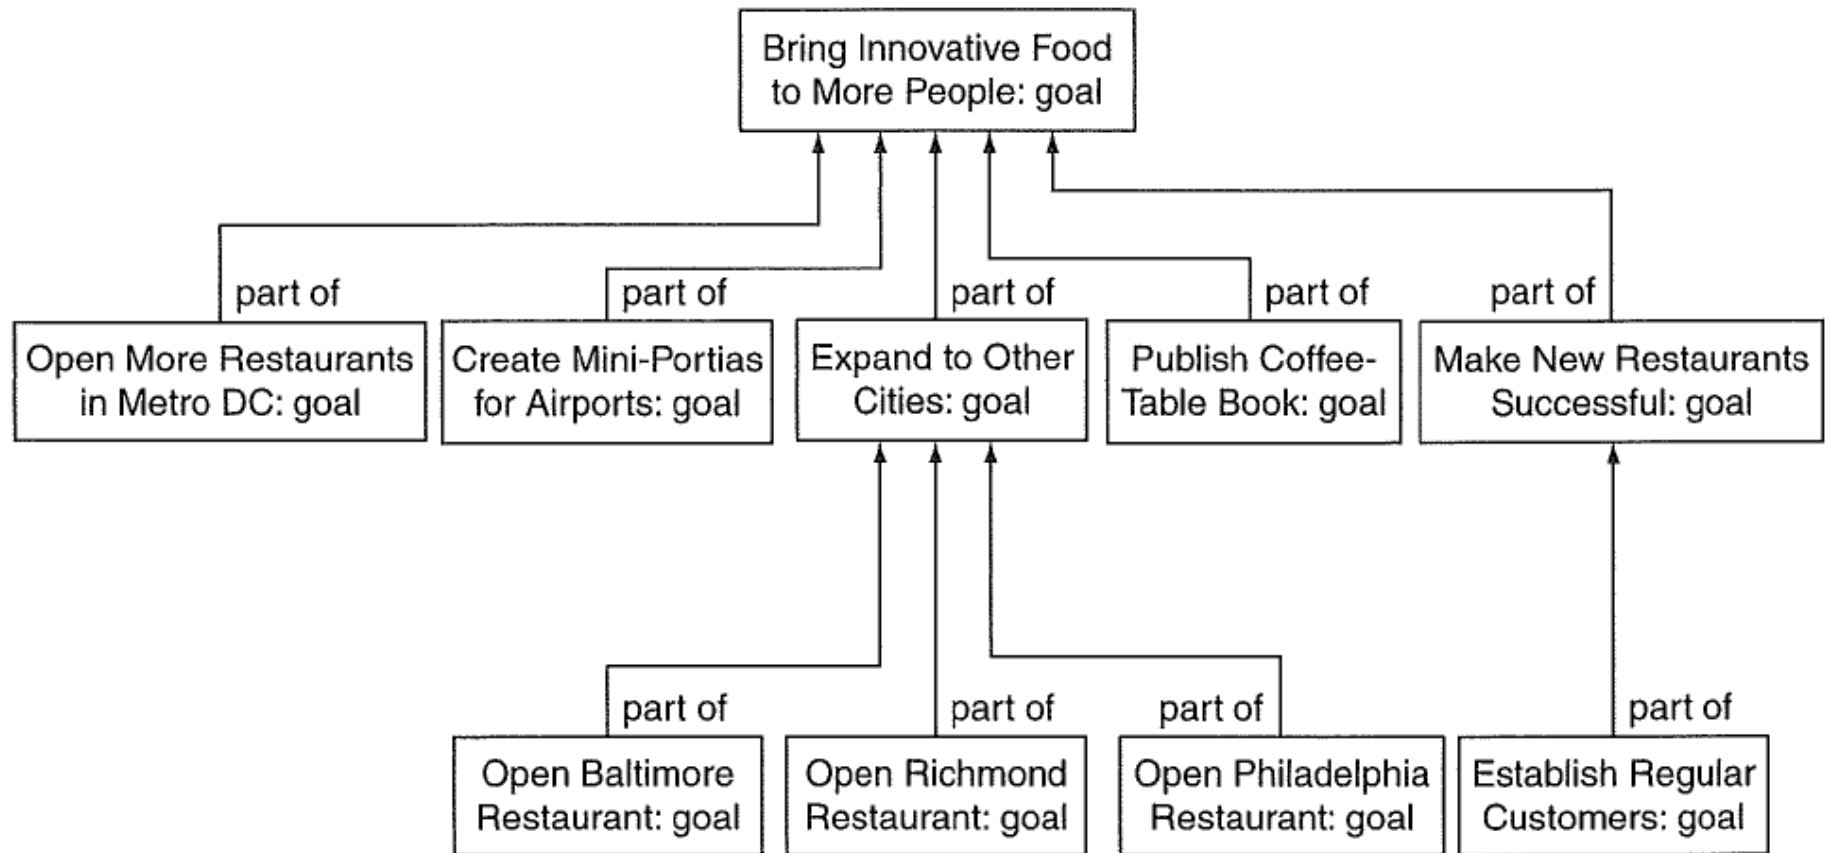 Bring Innovative Food
to More People: goal
part of
part of
part of
part of
part of
Open More Restaurants
in Metro DC: goal
Create Mini-Portias
for Airports: goal
Expand to Other
Cities: goal
Publish Coffee-
Table Book: goal
Make New Restaurants
Successful: goal
part of
part of
part of
part of
Open Baltimore
Restaurant: goal
Open Richmond
Restaurant: goal
Open Philadelphia
Restaurant: goal
Establish Regular
Customers: goal